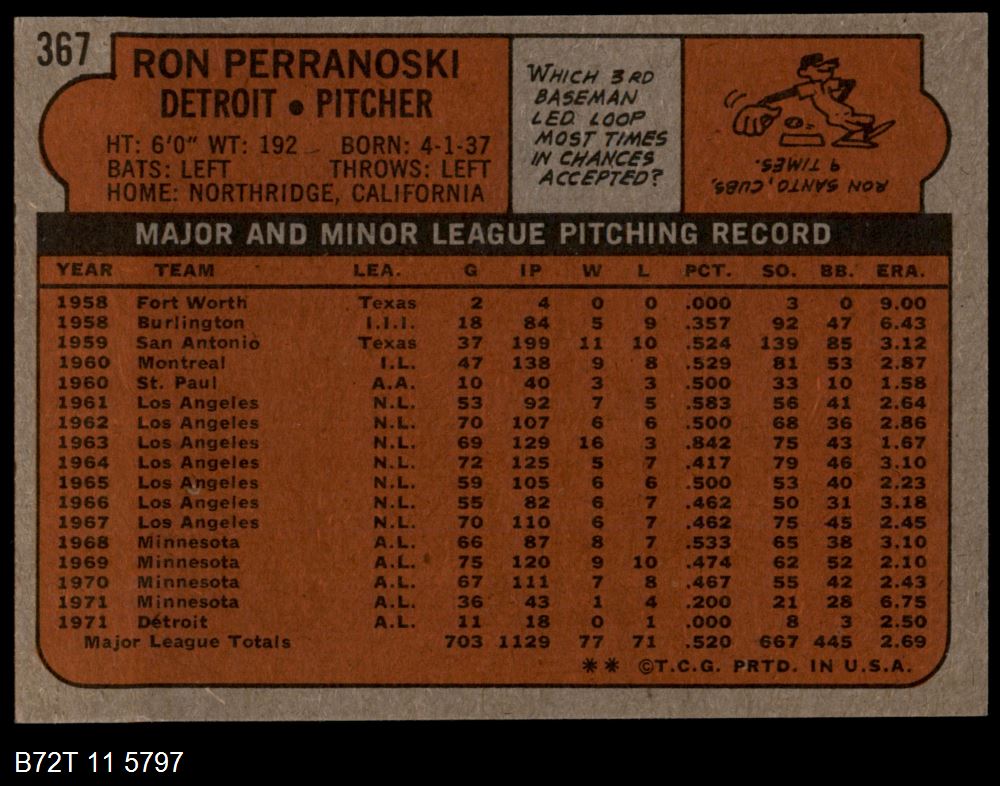 367
RON PERRANOSKI
DETROIT • PITCHER
HT: 6'0" WT: 192 BORN: 4-1-37
BATS: LEFT THROWS: LEFT
HOME: NORTHRIDGE, CALIFORNIA
WHICH 3RD
BASEMAN
LED LOOP
MOST TIMES
IN CHANCES
ACCEPTED?
RON SANTO, CUBS,
9 TIMES.
MAJOR AND MINOR LEAGUE PITCHING RECORD
YEAR TEAM LEA. G IP W L PCT. SO. BB. ERA.
1958 Fort Worth Texas 2 4 0 0 .000 3 0 9.00
1958 Burlington I.I.I. 18 84 5 9 .357 92 47 6.43
1959 San Antonio Texas 37 199 11 10 .524 139 85 3.12
1960 Montreal I.L. 47 138 9 8 .529 81 53 2.87
1960 St. Paul A.A. 10 40 3 3 .500 33 10 1.58
1961 Los Angeles N.L. 53 92 7 5 .583 56 41 2.64
1962 Los Angeles N.L. 70 107 6 6 .500 68 36 2.86
1963 Los Angeles N.L. 69 129 16 3 .842 75 43 1.67
1964 Los Angeles N.L. 72 125 5 7 .417 79 46 3.10
1965 Los Angeles N.L. 59 105 6 6 .500 53 40 2.23
1966 Los Angeles N.L. 55 82 6 7 .462 50 31 3.18
1967 Los Angeles N.L. 70 110 6 7 .462 75 45 2.45
1968 Minnesota A.L. 66 87 8 7 .533 65 38 3.10
1969 Minnesota A.L. 75 120 9 10 .474 62 52 2.10
1970 Minnesota A.L. 67 111 7 8 .467 55 42 2.43
1971 Minnesota A.L. 36 43 1 4 .200 21 28 6.75
1971 Detroit A.L. 11 18 0 1 .000 8 3 2.50
Major League Totals 703 1129 77 71 .520 667 445 2.69
** ©T.C.G. PRTD. IN U.S.A.
B72T 11 5797